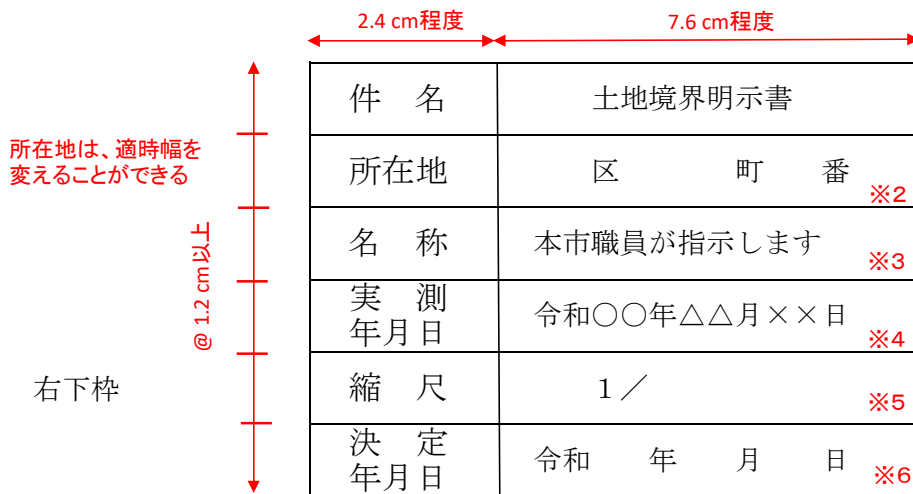 2.4 cm程度
7.6 cm程度
件 名
土地境界明示書
所在地は、適時幅を
変えることができる
所在地
区 町 番
※2
@ 1.2 cm以上
名 称
本市職員が指示します
※3
実 測
年月日
令和〇〇年△△月××日
※4
右下枠
縮 尺
1/
※5
決 定
年月日
令和 年 月 日
※6